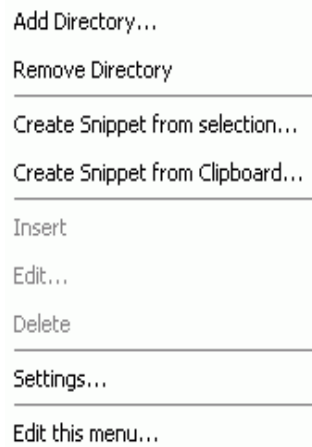 Add Directory...
Remove Directory
Create Snippet from selection...
Create Snippet from Clipboard...
Insert
Edit...
Delete
Settings...
Edit this menu...